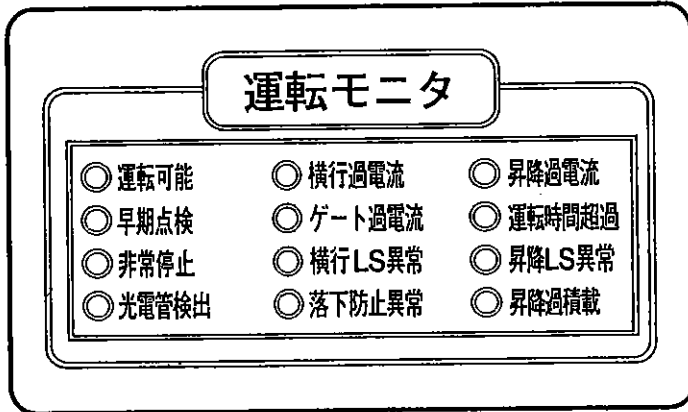 運転モニタ
運転可能 横行過電流 昇降過電流
早期点検 ゲート過電流 運転時間超過
非常停止 横行LS異常 昇降LS異常
光電管検出 落下防止異常 昇降過積載